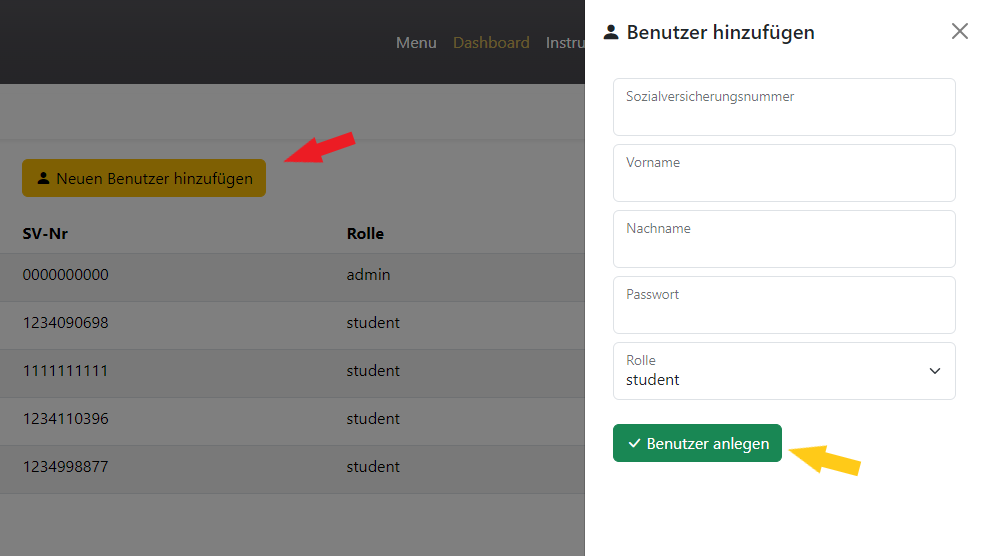 Menu Dashboard
Neuen Benutzer hinzufügen
SV-Nr Rolle
0000000000 admin
1234090698 student
1111111111 student
1234110396 student
1234998877 student
Benutzer hinzufügen
Sozialversicherungsnummer
Vorname
Nachname
Passwort
Rolle
student
Benutzer anlegen